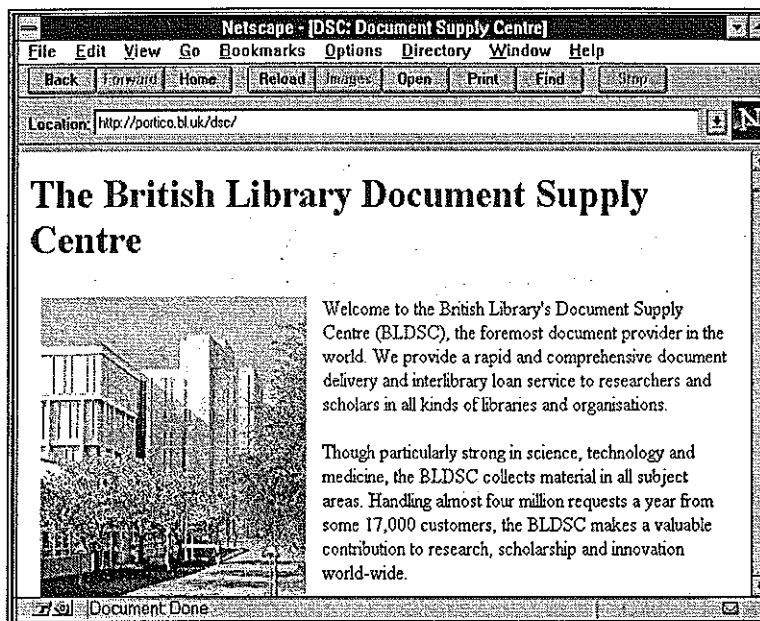 Netscape - [DSC: Document Supply Centre]
File Edit View Go Bookmarks Options Directory Window Help
Back Forward Home Reload Images Open Print Find Stop
Location: http://portico.bl.uk/dsc/
N
The British Library Document Supply
Centre
Welcome to the British Library's Document Supply
Centre (BLDSC), the foremost document provider in the
world. We provide a rapid and comprehensive document
delivery and interlibrary loan service to researchers and
scholars in all kinds of libraries and organisations.
Though particularly strong in science, technology and
medicine, the BLDSC collects material in all subject
areas. Handling almost four million requests a year from
some 17,000 customers, the BLDSC makes a valuable
contribution to research, scholarship and innovation
world-wide.
Document Done